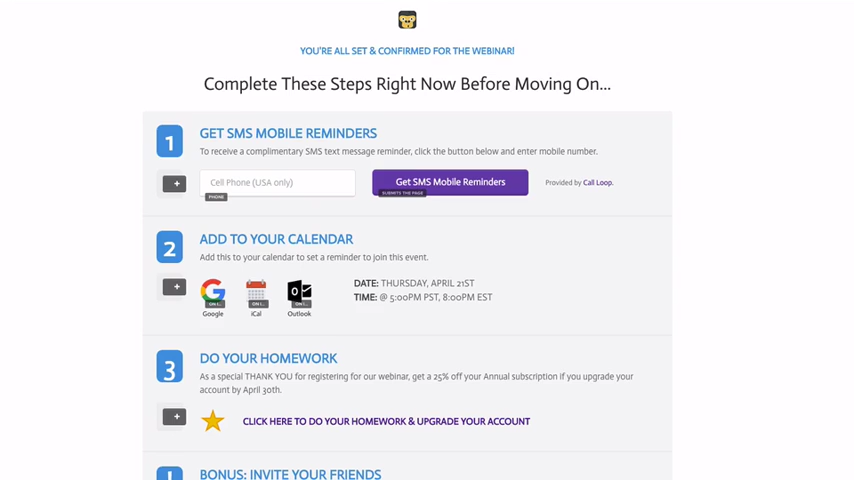 YOU'RE ALL SET & CONFIRMED FOR THE WEBINAR!
Complete These Steps Right Now Before Moving On...
1
GET SMS MOBILE REMINDERS
To receive a complimentary SMS text message reminder, click the button below and enter mobile number.
+
Cell Phone (USA only)
PHONE
Get SMS Mobile Reminders
SUBMITS THE PAGE
Provided by Call Loop.
2
ADD TO YOUR CALENDAR
Add this to your calendar to set a reminder to join this event.
+
DATE: THURSDAY, APRIL 21ST
TIME: @ 5:00PM PST, 8:00PM EST
Google
iCal
Outlook
3
DO YOUR HOMEWORK
As a special THANK YOU for registering for our webinar, get a 25% off your Annual subscription if you upgrade your
account by April 30th.
+
CLICK HERE TO DO YOUR HOMEWORK & UPGRADE YOUR ACCOUNT
BONUS: INVITE YOUR FRIENDS